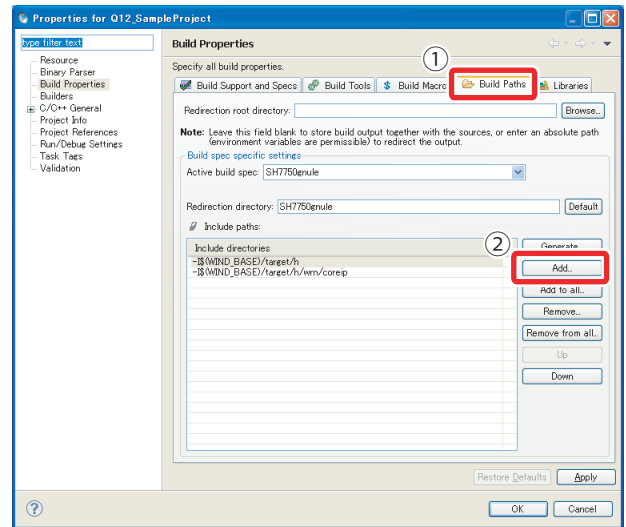 Properties for Q12_SampleProject
type filter text
Resource
Binary Parser
Build Properties
Builders
C/C++ General
Project Info
Project References
Run/Debug Settings
Task Tags
Validation
Build Properties
Specify all build properties.
①
Build Support and Specs
Build Tools
Build Macro
Build Paths
Libraries
Redirection root directory:
Browse...
Note: Leave this field blank to store build output together with the sources, or enter an absolute path
(environment variables are permissible) to redirect the output.
Build spec specific settings
Active build spec: SH7750gnule
Redirection directory: SH7750gnule
Default
Include paths:
②
Include directories
-I$(WIND_BASE)/target/h
-I$(WIND_BASE)/target/h/wrn/coreip
Generate...
Add...
Add to all...
Remove...
Remove from all...
Up
Down
Restore Defaults
Apply
?
OK
Cancel